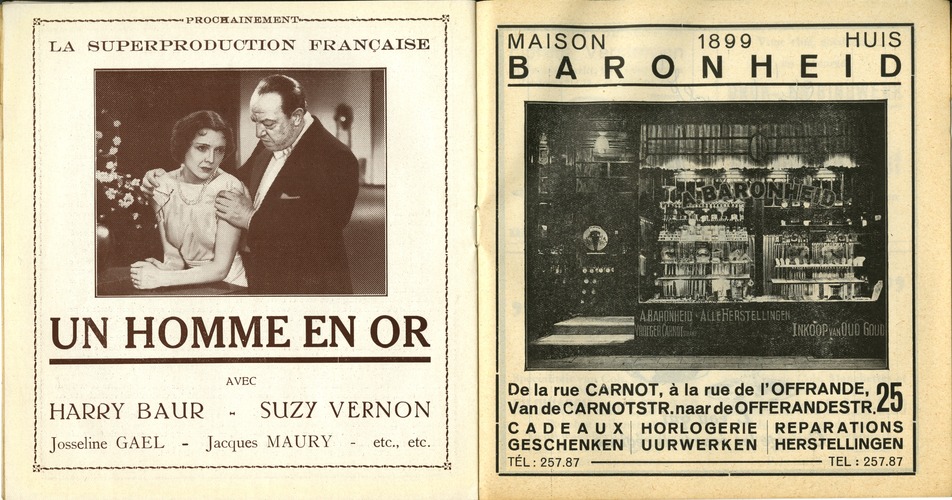 PROCHAINEMENT
LA SUPERPRODUCTION FRANÇAISE
UN HOMME EN OR
AVEC
HARRY BAUR - SUZY VERNON
Josseline GAEL - Jacques MAURY - etc., etc.
MAISON 1899 HUIS
BARONHEID
A. BARONHEID
A. BARONHEID - ALLE HERSTELLINGEN
VROEGER CARNOT
INKOOP VAN OUD GOUD
De la rue CARNOT, à la rue de l'OFFRANDE, 25
Van de CARNOTSTR. naar de OFFERANDESTR.
CADEAUX HORLOGERIE REPARATIONS
GESCHENKEN UURWERKEN HERSTELLINGEN
TÉL: 257.87 TEL: 257.87